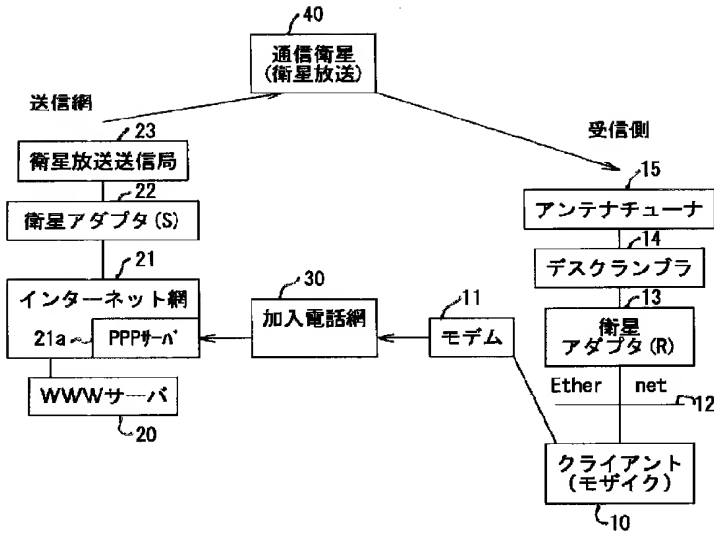 40
通信衛星
(衛星放送)
送信網
受信側
23
衛星放送送信局
22
衛星アダプタ(S)
21
インターネット網
21a
PPPサーバ
WWWサーバ
20
30
加入電話網
11
モデム
15
アンテナチューナ
14
デスクランブラ
13
衛星
アダプタ(R)
Ether net
12
クライアント
(モザイク)
10